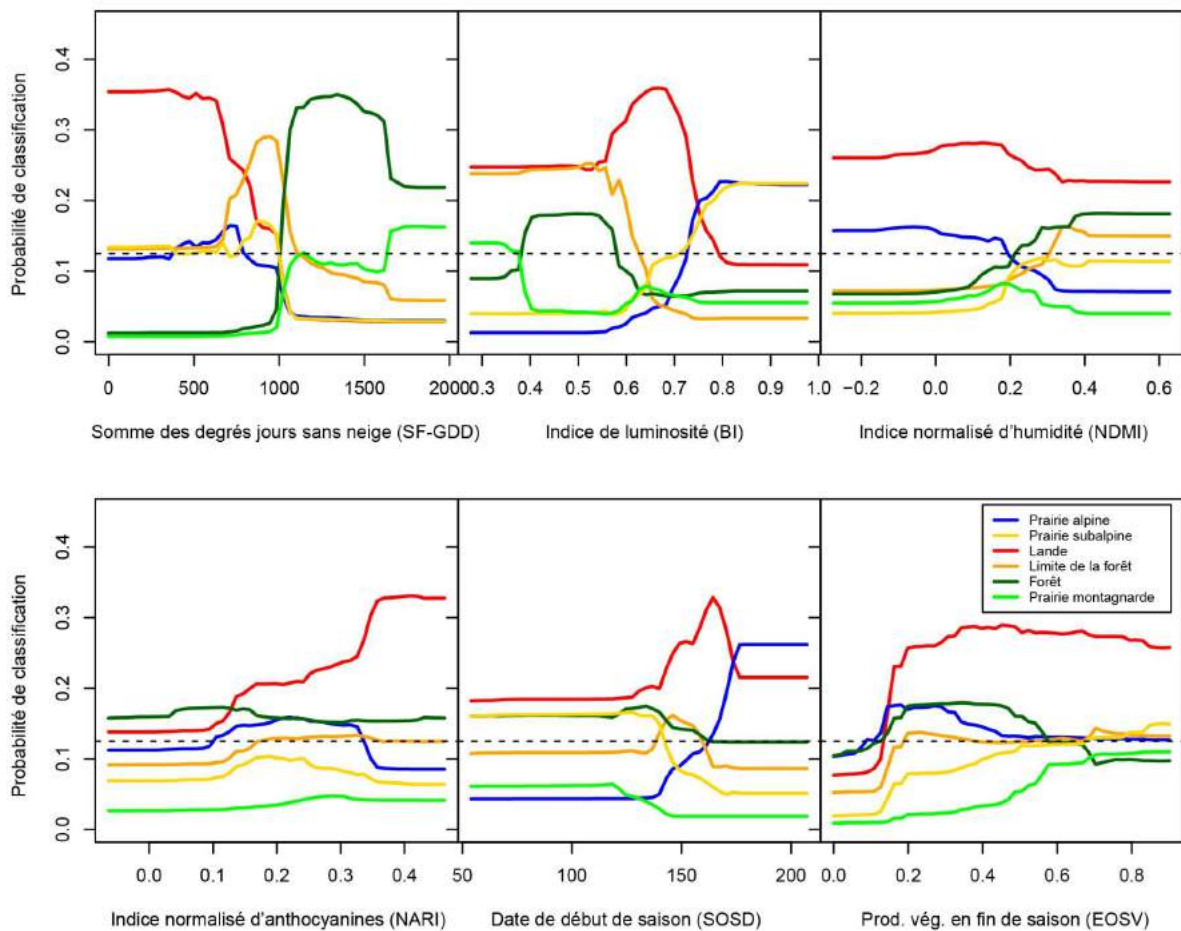 Probabilité de classification
0.0 0.1 0.2 0.3 0.4
0 500 1000 1500 2000
0.3 0.4 0.5 0.6 0.7 0.8 0.9 1.0
−0.2 0.0 0.2 0.4 0.6
Somme des degrés jours sans neige (SF-GDD)
Indice de luminosité (BI)
Indice normalisé d'humidité (NDMI)
Probabilité de classification
0.0 0.1 0.2 0.3 0.4
Prairie alpine
Prairie subalpine
Lande
Limite de la forêt
Forêt
Prairie montagnarde
0.0 0.1 0.2 0.3 0.4
50 100 150 200
0.0 0.2 0.4 0.6 0.8
Indice normalisé d'anthocyanines (NARI)
Date de début de saison (SOSD)
Prod. vég. en fin de saison (EOSV)